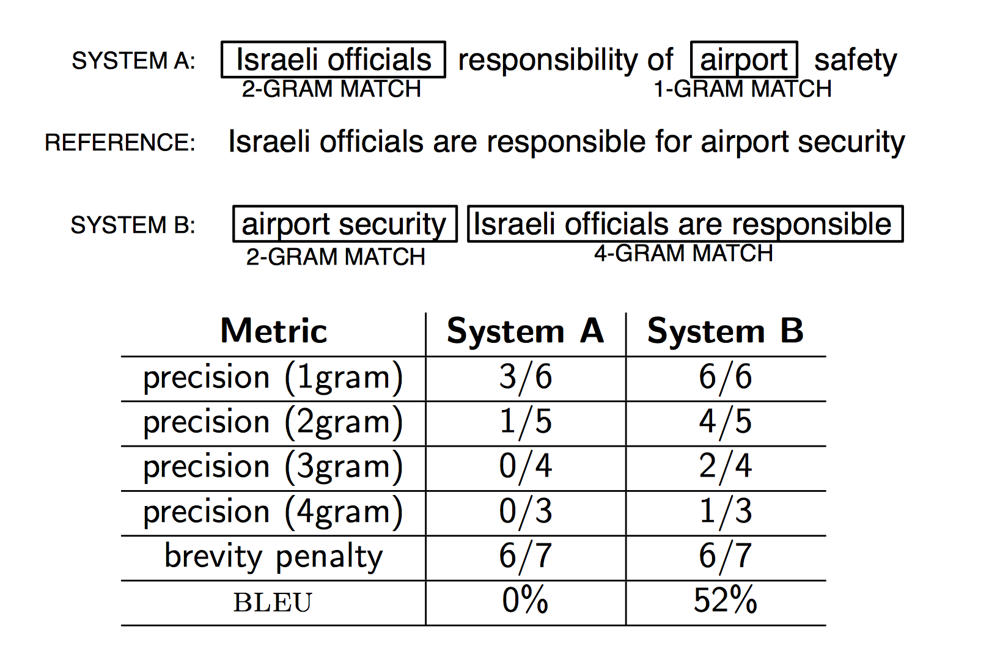 SYSTEM A: Israeli officials responsibility of airport safety
2-GRAM MATCH 1-GRAM MATCH
REFERENCE: Israeli officials are responsible for airport security
SYSTEM B: airport security Israeli officials are responsible
2-GRAM MATCH 4-GRAM MATCH
Metric System A System B
precision (1gram) 3/6 6/6
precision (2gram) 1/5 4/5
precision (3gram) 0/4 2/4
precision (4gram) 0/3 1/3
brevity penalty 6/7 6/7
BLEU 0% 52%